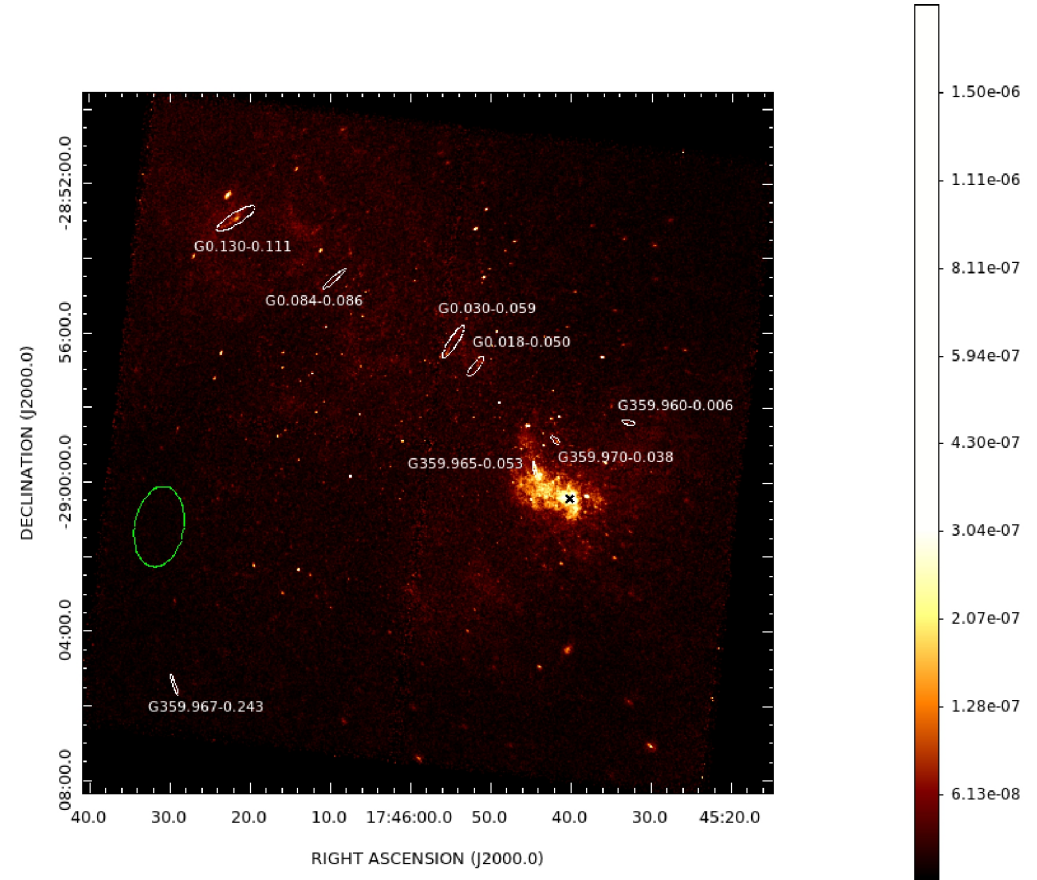 1.50e-06
1.11e-06
8.11e-07
5.94e-07
4.30e-07
3.04e-07
2.07e-07
1.28e-07
6.13e-08
-28:52:00.0
56:00.0
-29:00:00.0
04:00.0
08:00.0
DECLINATION (J2000.0)
G0.130-0.111
G0.084-0.086
G0.030-0.059
G0.018-0.050
G359.960-0.006
G359.970-0.038
G359.965-0.053
G359.967-0.243
40.0 30.0 20.0 10.0 17:46:00.0 50.0 40.0 30.0 17:45:20.0
RIGHT ASCENSION (J2000.0)